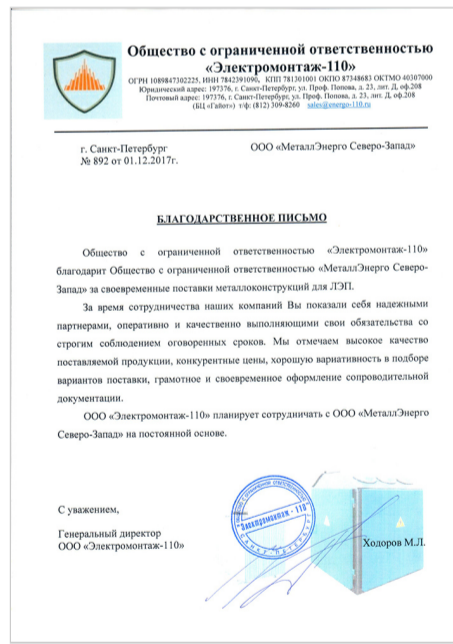 Общество с ограниченной ответственностью
«Электромонтаж-110»
ОГРН 1089847302225, ИНН 7842391090, КПП 781301001 ОКПО 87348683 ОКТМО 40307000
Юридический адрес: 197376, г. Санкт-Петербург, ул. Проф. Попова, д. 23, лит. Д, оф.208
Почтовый адрес: 197376, г. Санкт-Петербург, ул. Проф. Попова, д. 23, лит. Д, оф.208
(БЦ «Гайот») т/ф: (812) 309-8260 sales@energo-110.ru
г. Санкт-Петербург ООО «МеталлЭнерго Северо-Запад»
№ 892 от 01.12.2017г.
БЛАГОДАРСТВЕННОЕ ПИСЬМО
Общество с ограниченной ответственностью «Электромонтаж-110»
благодарит Общество с ограниченной ответственностью «МеталлЭнерго Северо-
Запад» за своевременные поставки металлоконструкций для ЛЭП.
За время сотрудничества наших компаний Вы показали себя надежными
партнерами, оперативно и качественно выполняющими свои обязательства со
строгим соблюдением оговоренных сроков. Мы отмечаем высокое качество
поставляемой продукции, конкурентные цены, хорошую вариативность в подборе
вариантов поставки, грамотное и своевременное оформление сопроводительной
документации.
ООО «Электромонтаж-110» планирует сотрудничать с ООО «МеталлЭнерго
Северо-Запад» на постоянной основе.
С уважением,
Генеральный директор
ООО «Электромонтаж-110»
Ходоров М.Л.
"Электромонтаж - 110"
Санкт-Петербург